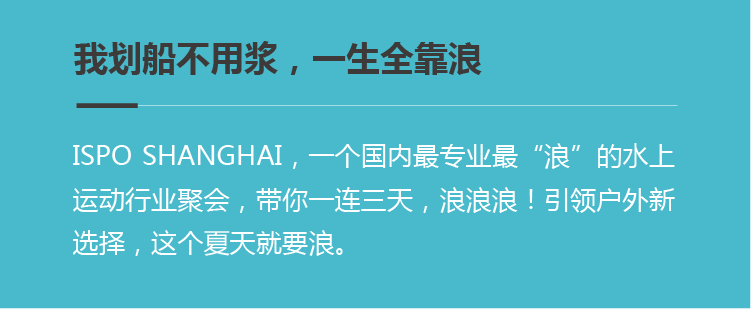 我划船不用浆，一生全靠浪
ISPO SHANGHAI，一个国内最专业最“浪”的水上
运动行业聚会，带你一连三天，浪浪浪！引领户外新
选择，这个夏天就要浪。